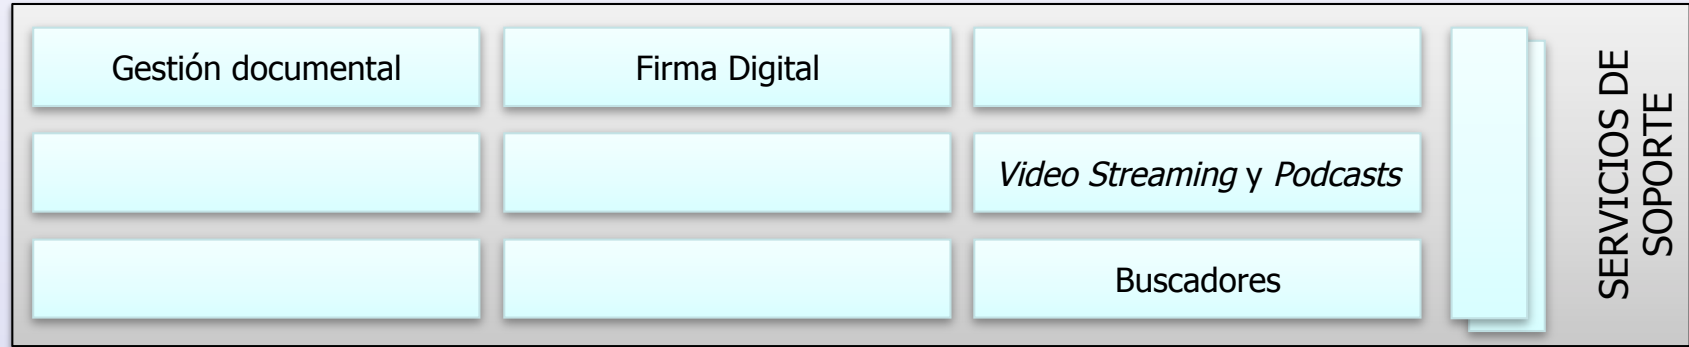 Gestión documental
Firma Digital
Video Streaming y Podcasts
Buscadores
SERVICIOS DE
SOPORTE